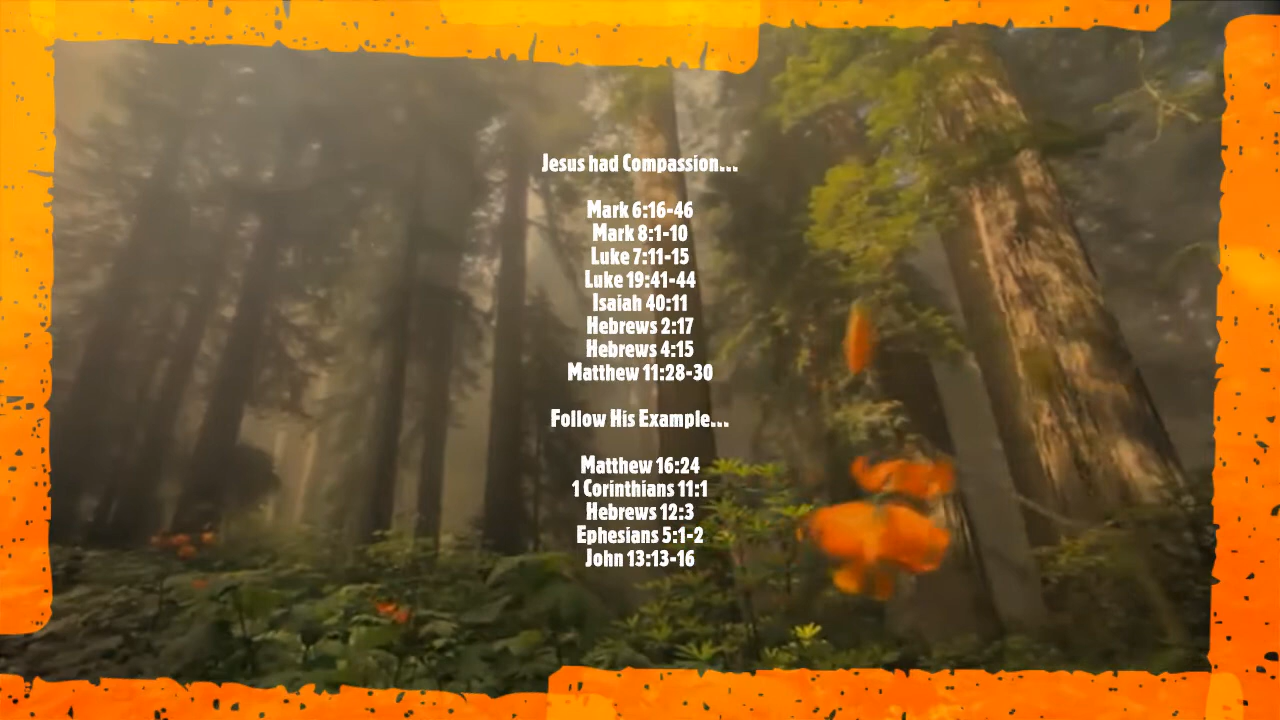 Jesus had Compassion...
Mark 6:16-46
Mark 8:1-10
Luke 7:11-15
Luke 19:41-44
Isaiah 40:11
Hebrews 2:17
Hebrews 4:15
Matthew 11:28-30
Follow His Example...
Matthew 16:24
1 Corinthians 11:1
Hebrews 12:3
Ephesians 5:1-2
John 13:13-16